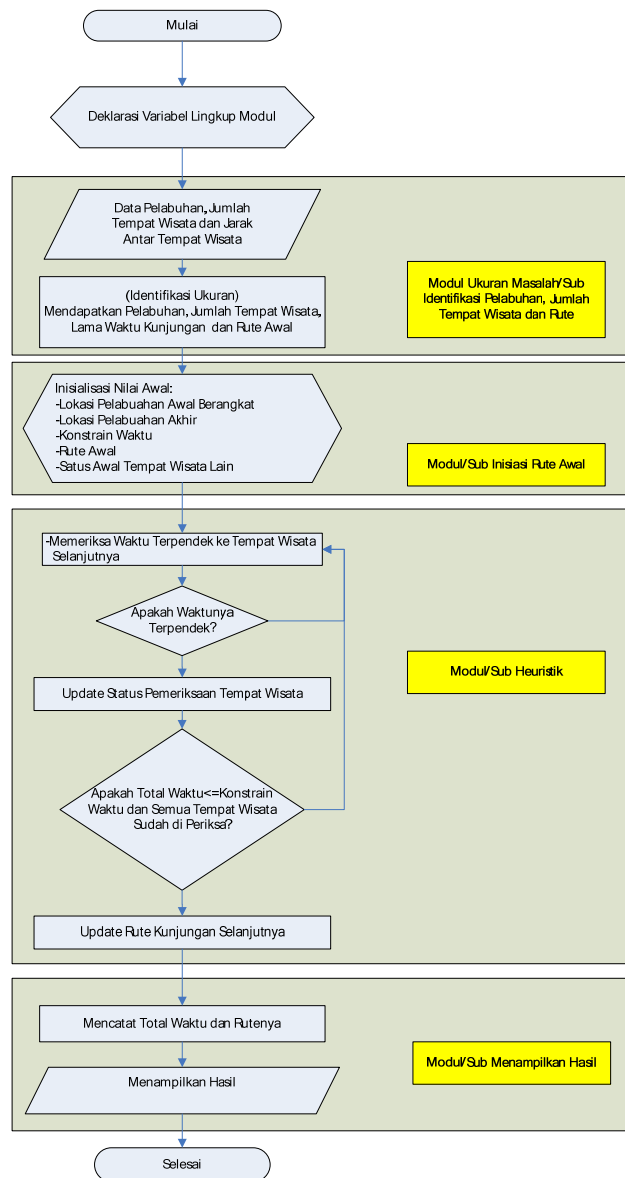 Mulai
Deklarasi Variabel Lingkup Modul
Data Pelabuhan, Jumlah
Tempat Wisata dan Jarak
Antar Tempat Wisata
(Identifikasi Ukuran)
Mendapatkan Pelabuhan, Jumlah Tempat Wisata,
Lama Waktu Kunjungan dan Rute Awal
Modul Ukuran Masalah/Sub
Identifikasi Pelabuhan, Jumlah
Tempat Wisata dan Rute
Inisialisasi Nilai Awal:
-Lokasi Pelabuahan Awal Berangkat
-Lokasi Pelabuahan Akhir
-Konstrain Waktu
-Rute Awal
-Satus Awal Tempat Wisata Lain
Modul/Sub Inisiasi Rute Awal
-Memeriksa Waktu Terpendek ke Tempat Wisata
Selanjutnya
Apakah Waktunya
Terpendek?
Update Status Pemeriksaan Tempat Wisata
Modul/Sub Heuristik
Apakah Total Waktu<=Konstrain
Waktu dan Semua Tempat Wisata
Sudah di Periksa?
Update Rute Kunjungan Selanjutnya
Mencatat Total Waktu dan Rutenya
Menampilkan Hasil
Modul/Sub Menampilkan Hasil
Selesai